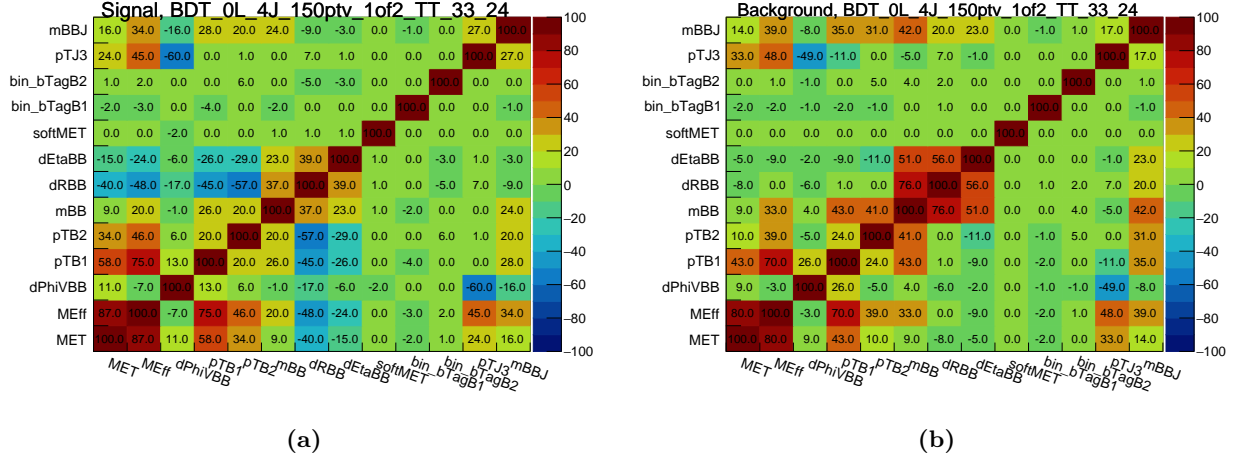 Signal, BDT_0L_4J_150ptv_1of2_TT_33_24
mBBJ 16.0 34.0 -16.0 28.0 20.0 24.0 -9.0 -3.0 0.0 -1.0 0.0 27.0 100.0
pTJ3 24.0 45.0 -60.0 0.0 1.0 0.0 7.0 1.0 0.0 0.0 0.0 100.0 27.0
bin_bTagB2 1.0 2.0 0.0 0.0 6.0 0.0 -5.0 -3.0 0.0 0.0 100.0 0.0 0.0
bin_bTagB1 -2.0 -3.0 0.0 -4.0 0.0 -2.0 0.0 0.0 0.0 100.0 0.0 0.0 -1.0
softMET 0.0 0.0 -2.0 0.0 0.0 1.0 1.0 1.0 100.0 0.0 0.0 0.0 0.0
dEtaBB -15.0 -24.0 -6.0 -26.0 -29.0 23.0 39.0 100.0 1.0 0.0 -3.0 1.0 -3.0
dRBB -40.0 -48.0 -17.0 -45.0 -57.0 37.0 100.0 39.0 1.0 0.0 -5.0 7.0 -9.0
mBB 9.0 20.0 -1.0 26.0 20.0 100.0 37.0 23.0 1.0 -2.0 0.0 0.0 24.0
pTB2 34.0 46.0 6.0 20.0 100.0 20.0 -57.0 -29.0 0.0 0.0 6.0 1.0 20.0
pTB1 58.0 75.0 13.0 100.0 20.0 26.0 -45.0 -26.0 0.0 -4.0 0.0 0.0 28.0
dPhiVBB 11.0 -7.0 100.0 13.0 6.0 -1.0 -17.0 -6.0 -2.0 0.0 0.0 -60.0 -16.0
MEff 87.0 100.0 -7.0 75.0 46.0 20.0 -48.0 -24.0 0.0 -3.0 2.0 45.0 34.0
MET 100.0 87.0 11.0 58.0 34.0 9.0 -40.0 -15.0 0.0 -2.0 1.0 24.0 16.0
MET MEff dPhiVBB pTB1 pTB2 mBB dRBB dEtaBB softMET bin_bTagB1 bin_bTagB2 pTJ3 mBBJ
100
80
60
40
20
0
−20
−40
−60
−80
−100
(a)
Background, BDT_0L_4J_150ptv_1of2_TT_33_24
mBBJ 14.0 39.0 -8.0 35.0 31.0 42.0 20.0 23.0 0.0 -1.0 1.0 17.0 100.0
pTJ3 33.0 48.0 -49.0 -11.0 0.0 -5.0 7.0 -1.0 0.0 0.0 0.0 100.0 17.0
bin_bTagB2 0.0 2.0 -1.0 0.0 5.0 4.0 2.0 0.0 0.0 0.0 100.0 0.0 1.0
bin_bTagB1 -2.0 -2.0 -1.0 -2.0 -1.0 0.0 1.0 0.0 0.0 100.0 0.0 0.0 -1.0
softMET 0.0 0.0 0.0 0.0 0.0 0.0 0.0 0.0 100.0 0.0 0.0 0.0 0.0
dEtaBB -5.0 -9.0 -2.0 -9.0 -11.0 51.0 56.0 100.0 0.0 0.0 0.0 -1.0 23.0
dRBB -8.0 0.0 -6.0 1.0 0.0 76.0 100.0 56.0 0.0 1.0 2.0 7.0 20.0
mBB 9.0 33.0 4.0 43.0 41.0 100.0 76.0 51.0 0.0 0.0 4.0 -5.0 42.0
pTB2 10.0 39.0 -5.0 24.0 100.0 41.0 0.0 -11.0 0.0 -1.0 5.0 0.0 31.0
pTB1 43.0 70.0 26.0 100.0 24.0 43.0 1.0 -9.0 0.0 -2.0 0.0 -11.0 35.0
dPhiVBB 9.0 -3.0 100.0 26.0 -5.0 4.0 -6.0 -2.0 0.0 -1.0 -1.0 -49.0 -8.0
MEff 80.0 100.0 -3.0 70.0 39.0 33.0 0.0 -9.0 0.0 -2.0 2.0 48.0 39.0
MET 100.0 80.0 9.0 43.0 10.0 9.0 -8.0 -5.0 0.0 -2.0 0.0 33.0 14.0
MET MEff dPhiVBB pTB1 pTB2 mBB dRBB dEtaBB softMET bin_bTagB1 bin_bTagB2 pTJ3 mBBJ
100
80
60
40
20
0
−20
−40
−60
−80
−100
(b)